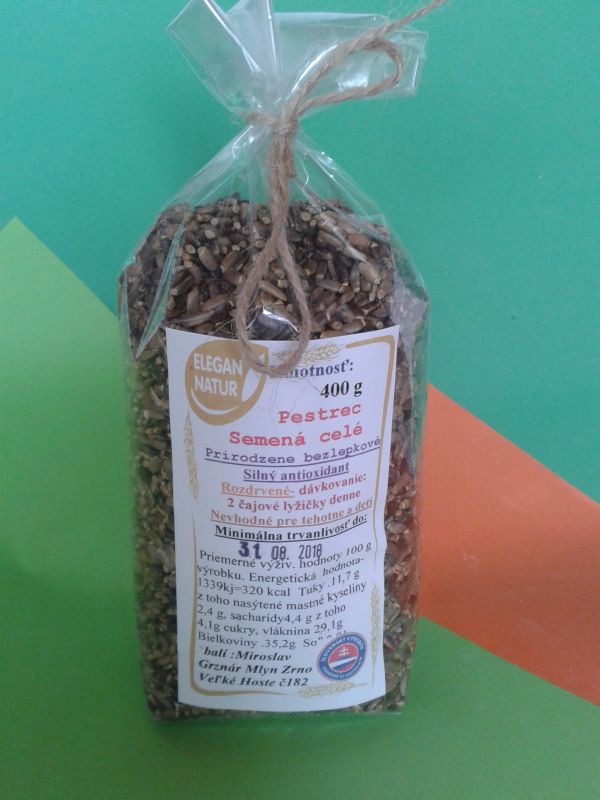 ELEGAN
NATUR
motnosť:
400 g
Pestrec
Semená celé
Prirodzene bezlepkové
Silný antioxidant
Rozdrvené- dávkovanie:
2 čajové lyžičky denne
Nevhodné pre tehotne a deti
Minimálna trvanlivosť do:
31 08. 2018
Priemerné výživ. hodnoty 100 g
výrobku. Energetická hodnota-
1339kj=320 kcal Tuky .11,7 g
z toho nasýtené mastné kyseliny
2,4 g, sacharidy4,4 g z toho
4,1g cukry, vláknina 29,1g
Bielkoviny .35,2g
balí :Miroslav
Grznár Mlyn Zrno
Veľké Hoste č182